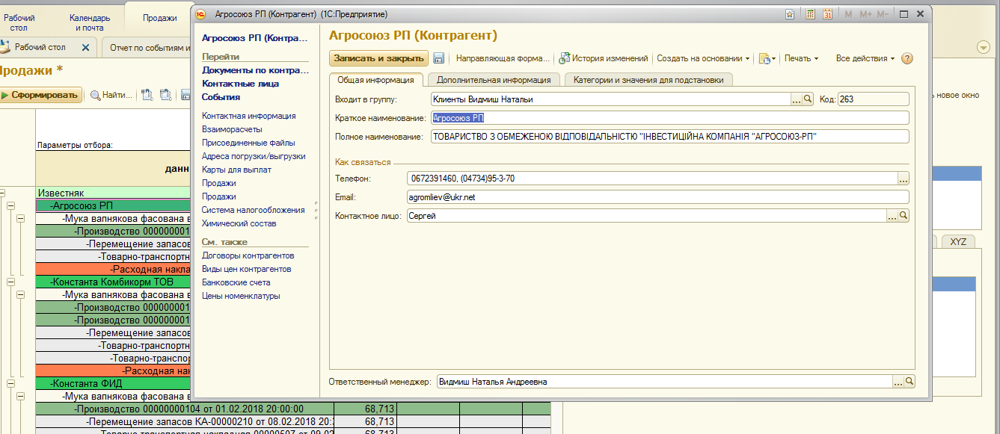 Рабочий стол
Календарь и почта
Продажи
Рабочий стол
Отчет по событиям и
Продажи *
Сформировать
Найти...
Параметры отбора:
данн
Известняк
-Агросоюз РП
-Мука вапнякова фасована в
-Производство 000000001
-Перемещение запасов
-Товарно-транспортн
-Расходная накла
-Константа Комбикорм ТОВ
-Мука вапнякова фасована в
-Производство 000000001
-Производство 000000001
-Перемещение запасов
-Товарно-транспортн
-Товарно-транспор
-Расходная нак
-Константа ФИД
-Мука вапнякова фасована в
-Производство 00000000104 от 01.02.2018 20:00:00 68,713
-Перемещение запасов КА-00000210 от 08.02.2018 20: 68,713
-Товарно транспортная накладная 00000507 от 09.02 68,713
Агросоюз РП (Контрагент) (1С:Предприятие)
M M+ M-
Агросоюз РП (Контра...
Перейти
Документы по контра...
Контактные лица
События
Контактная информация
Взаиморасчеты
Присоединенные файлы
Адреса погрузки/выгрузки
Карты для выплат
Продажи
Продажи
Система налогообложения
Химический состав
См. также
Договоры контрагентов
Виды цен контрагентов
Банковские счета
Цены номенклатуры
Агросоюз РП (Контрагент)
Записать и закрыть
Направляющая форма...
История изменений
Создать на основании
Печать
Все действия
Общая информация
Дополнительная информация
Категории и значения для подстановки
Входит в группу: Клиенты Видмиш Натальи Код: 263
Краткое наименование: Агросоюз РП
Полное наименование: ТОВАРИСТВО З ОБМЕЖЕНОЮ ВІДПОВІДАЛЬНІСТЮ "ІНВЕСТИЦІЙНА КОМПАНІЯ "АГРОСОЮЗ-РП"
Как связаться
Телефон: 0672391460, (04734)95-3-70
Email: agromliev@ukr.net
Контактное лицо: Сергей
Ответственный менеджер: Видмиш Наталья Андреевна
новое окно
XYZ